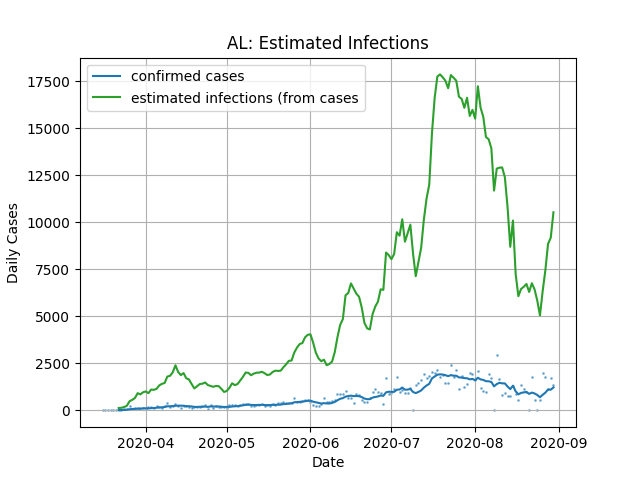 AL: Estimated Infections
confirmed cases
estimated infections (from cases
17500
15000
12500
10000
7500
5000
2500
0
Daily Cases
2020-04 2020-05 2020-06 2020-07 2020-08 2020-09
Date